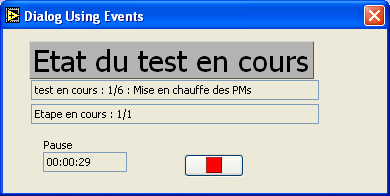 Dialog Using Events
Etat du test en cours
test en cours : 1/6 : Mise en chauffe des PMs
Etape en cours : 1/1
Pause
00:00:29